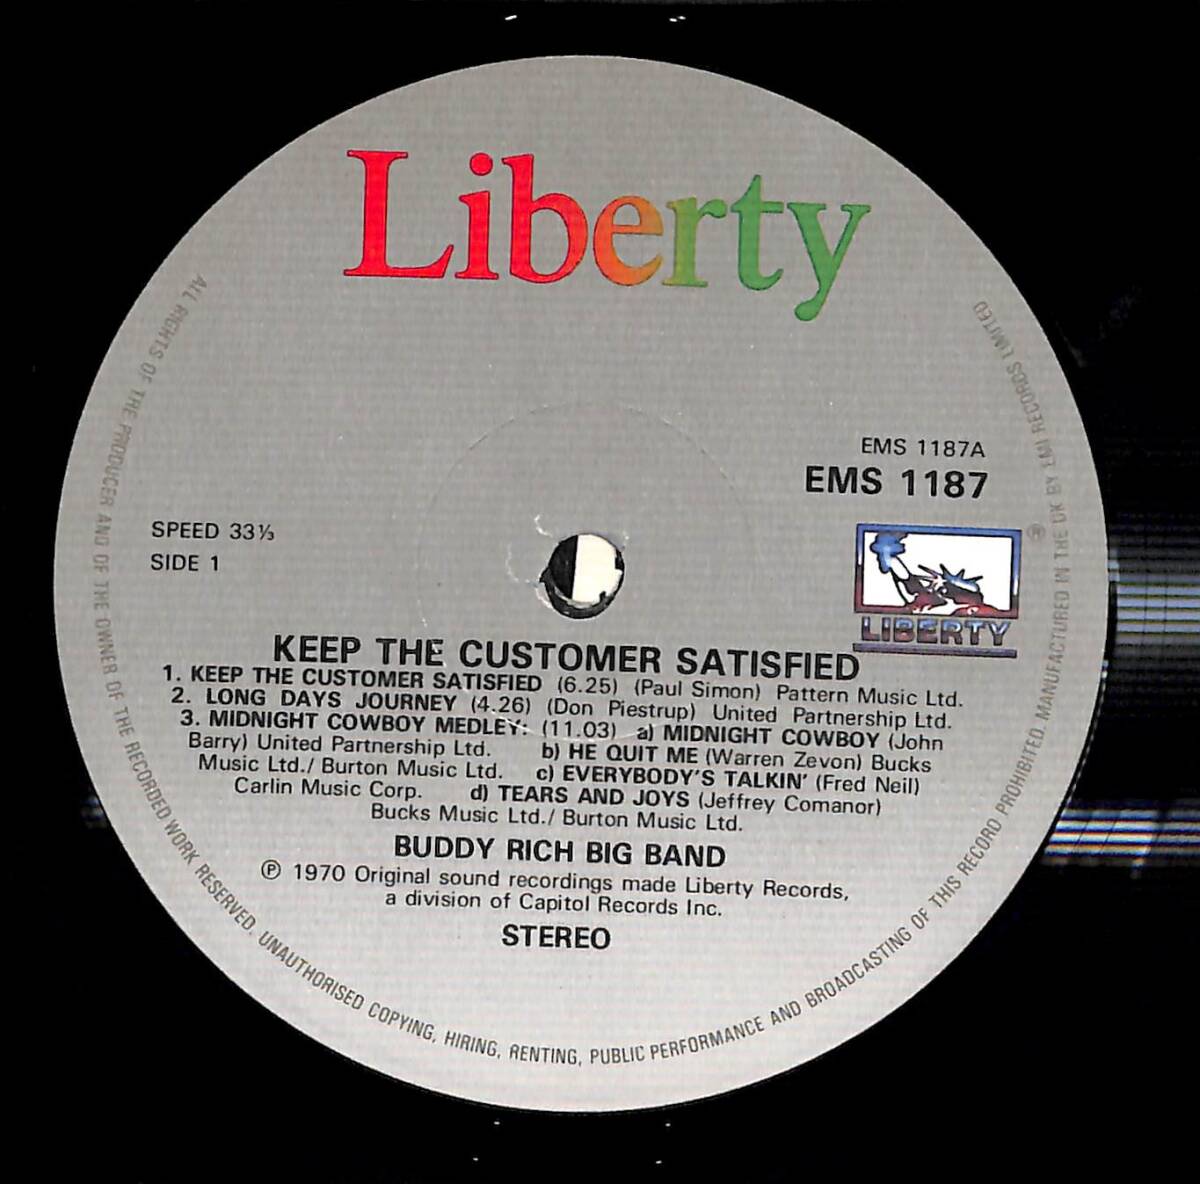 Liberty
EMS 1187A
EMS 1187
SPEED 33⅓
SIDE 1
LIBERTY
KEEP THE CUSTOMER SATISFIED
1. KEEP THE CUSTOMER SATISFIED (6.25) (Paul Simon) Pattern Music Ltd.
2. LONG DAYS JOURNEY (4.26) (Don Piestrup) United Partnership Ltd.
3. MIDNIGHT COWBOY MEDLEY: (11.03) a) MIDNIGHT COWBOY (John
Barry) United Partnership Ltd. b) HE QUIT ME (Warren Zevon) Bucks
Music Ltd./ Burton Music Ltd. c) EVERYBODY'S TALKIN' (Fred Neil)
Carlin Music Corp. d) TEARS AND JOYS (Jeffrey Comanor)
Bucks Music Ltd./ Burton Music Ltd.
BUDDY RICH BIG BAND
℗ 1970 Original sound recordings made Liberty Records,
a division of Capitol Records Inc.
STEREO
ALL RIGHTS OF THE PRODUCER AND OF THE OWNER OF THE RECORDED WORK RESERVED. UNAUTHORISED COPYING, HIRING, RENTING, PUBLIC PERFORMANCE AND BROADCASTING OF THIS RECORD PROHIBITED. MANUFACTURED IN THE UK BY EMI RECORDS LIMITED
®